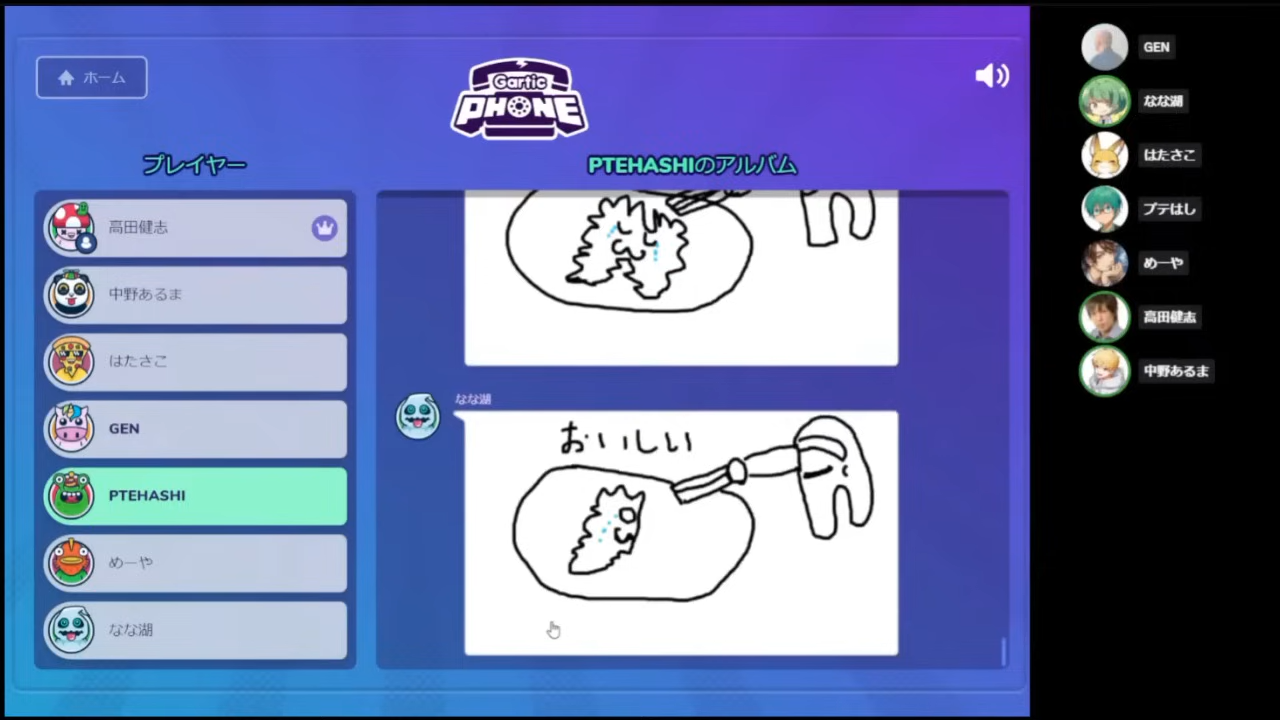 ホーム
Gartic
PHONE
プレイヤー
PTEHASHIのアルバム
高田健志
中野あるま
はたさこ
GEN
PTEHASHI
めーや
なな湖
なな湖
おいしい
GEN
なな湖
はたさこ
プテはし
めーや
高田健志
中野あるま